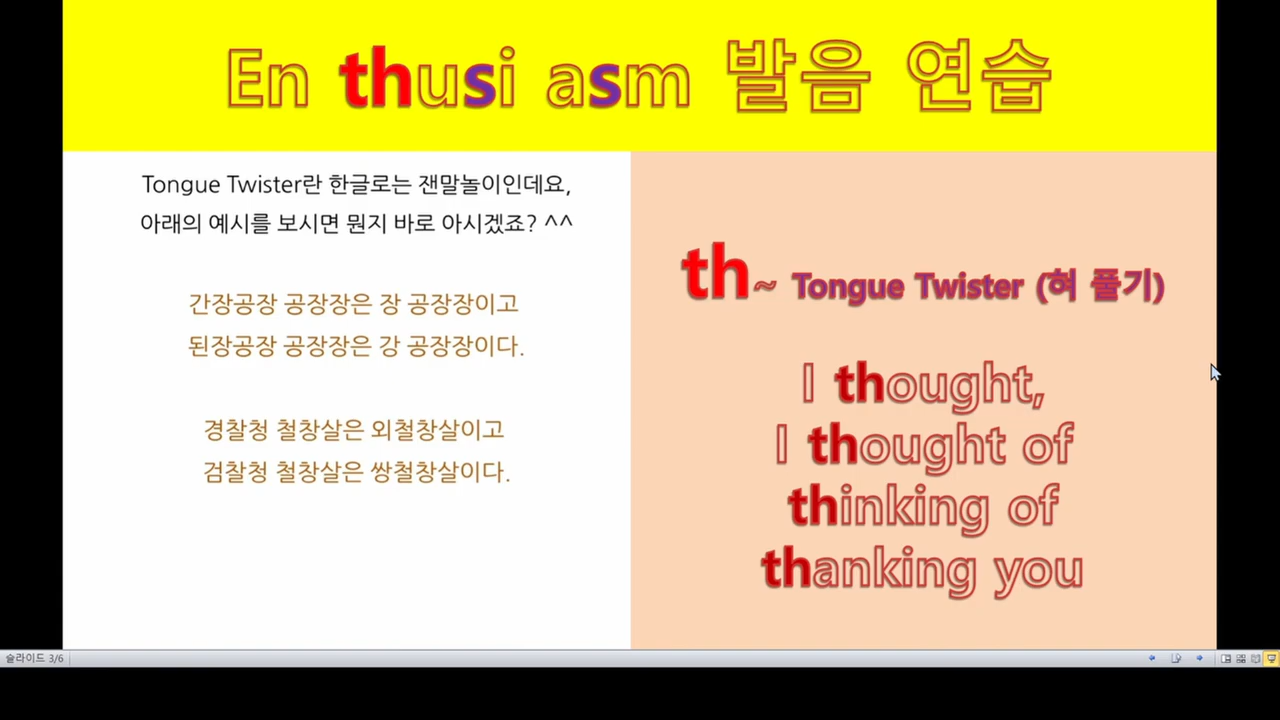 En thusi asm 발음 연습
Tongue Twister란 한글로는 잰말놀이인데요,
아래의 예시를 보시면 뭔지 바로 아시겠죠? ^^
간장공장 공장장은 장 공장장이고
된장공장 공장장은 강 공장장이다.
경찰청 철창살은 외철창살이고
검찰청 철창살은 쌍철창살이다.
th~ Tongue Twister (혀 풀기)
I thought,
I thought of
thinking of
thanking you
슬라이드 3/6